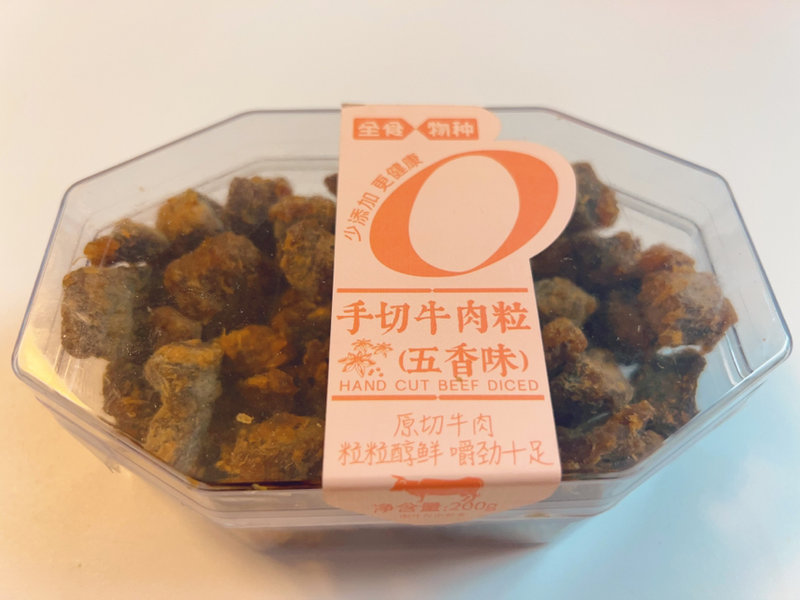 全食物种
少添加 更健康
手切牛肉粒
(五香味)
HAND CUT BEEF DICED
原切牛肉
粒粒醇鲜 嚼劲十足
净含量:200g